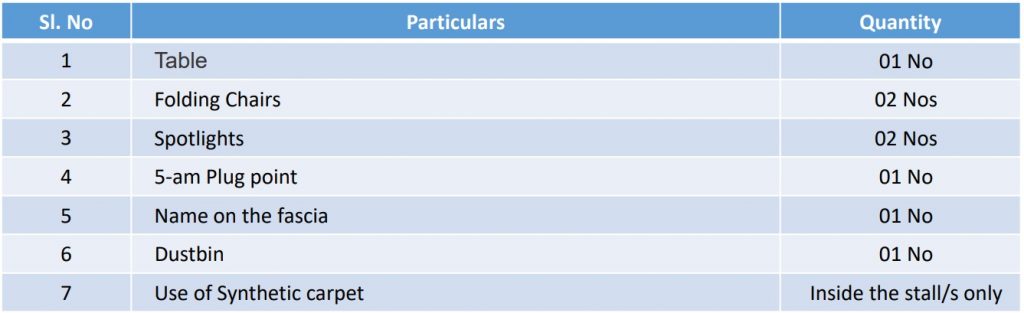 Sl. No Particulars Quantity
1 Table 01 No
2 Folding Chairs 02 Nos
3 Spotlights 02 Nos
4 5-am Plug point 01 No
5 Name on the fascia 01 No
6 Dustbin 01 No
7 Use of Synthetic carpet Inside the stall/s only